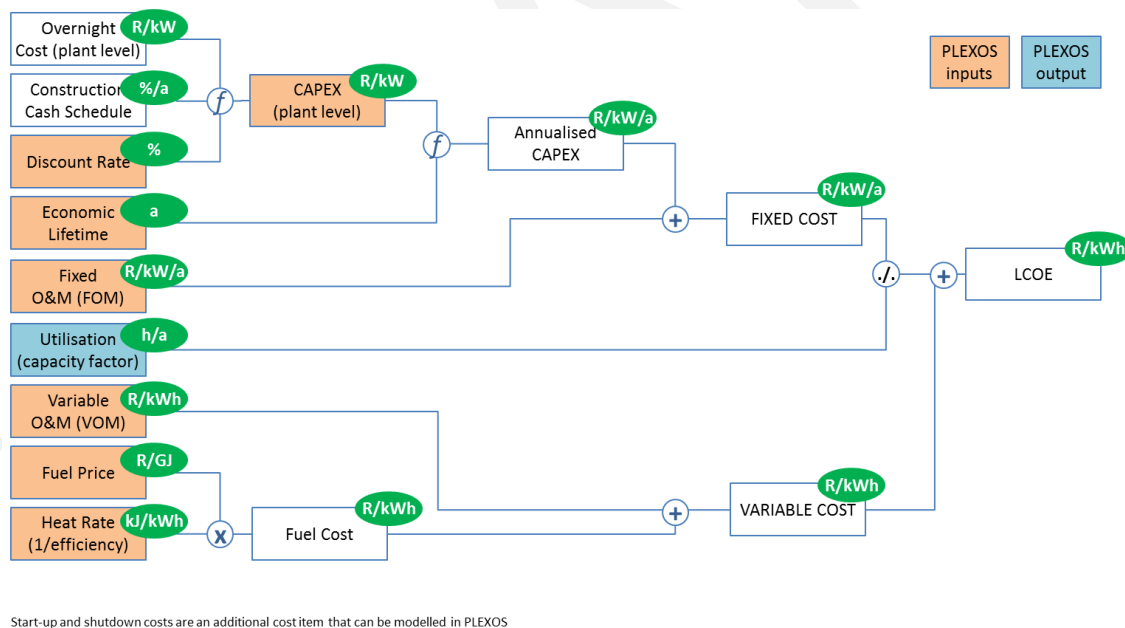 Overnight
Cost (plant level)
R/kW
Construction
Cash Schedule
%/a
Discount Rate
%
Economic
Lifetime
a
Fixed
O&M (FOM)
R/kW/a
Utilisation
(capacity factor)
h/a
Variable
O&M (VOM)
R/kWh
Fuel Price
R/GJ
Heat Rate
(1/efficiency)
kJ/kWh
f
CAPEX
(plant level)
R/kW
f
Annualised
CAPEX
R/kW/a
+
FIXED COST
R/kW/a
./.
+
LCOE
R/kWh
x
Fuel Cost
R/kWh
+
VARIABLE COST
R/kWh
PLEXOS
inputs
PLEXOS
output
Start-up and shutdown costs are an additional cost item that can be modelled in PLEXOS